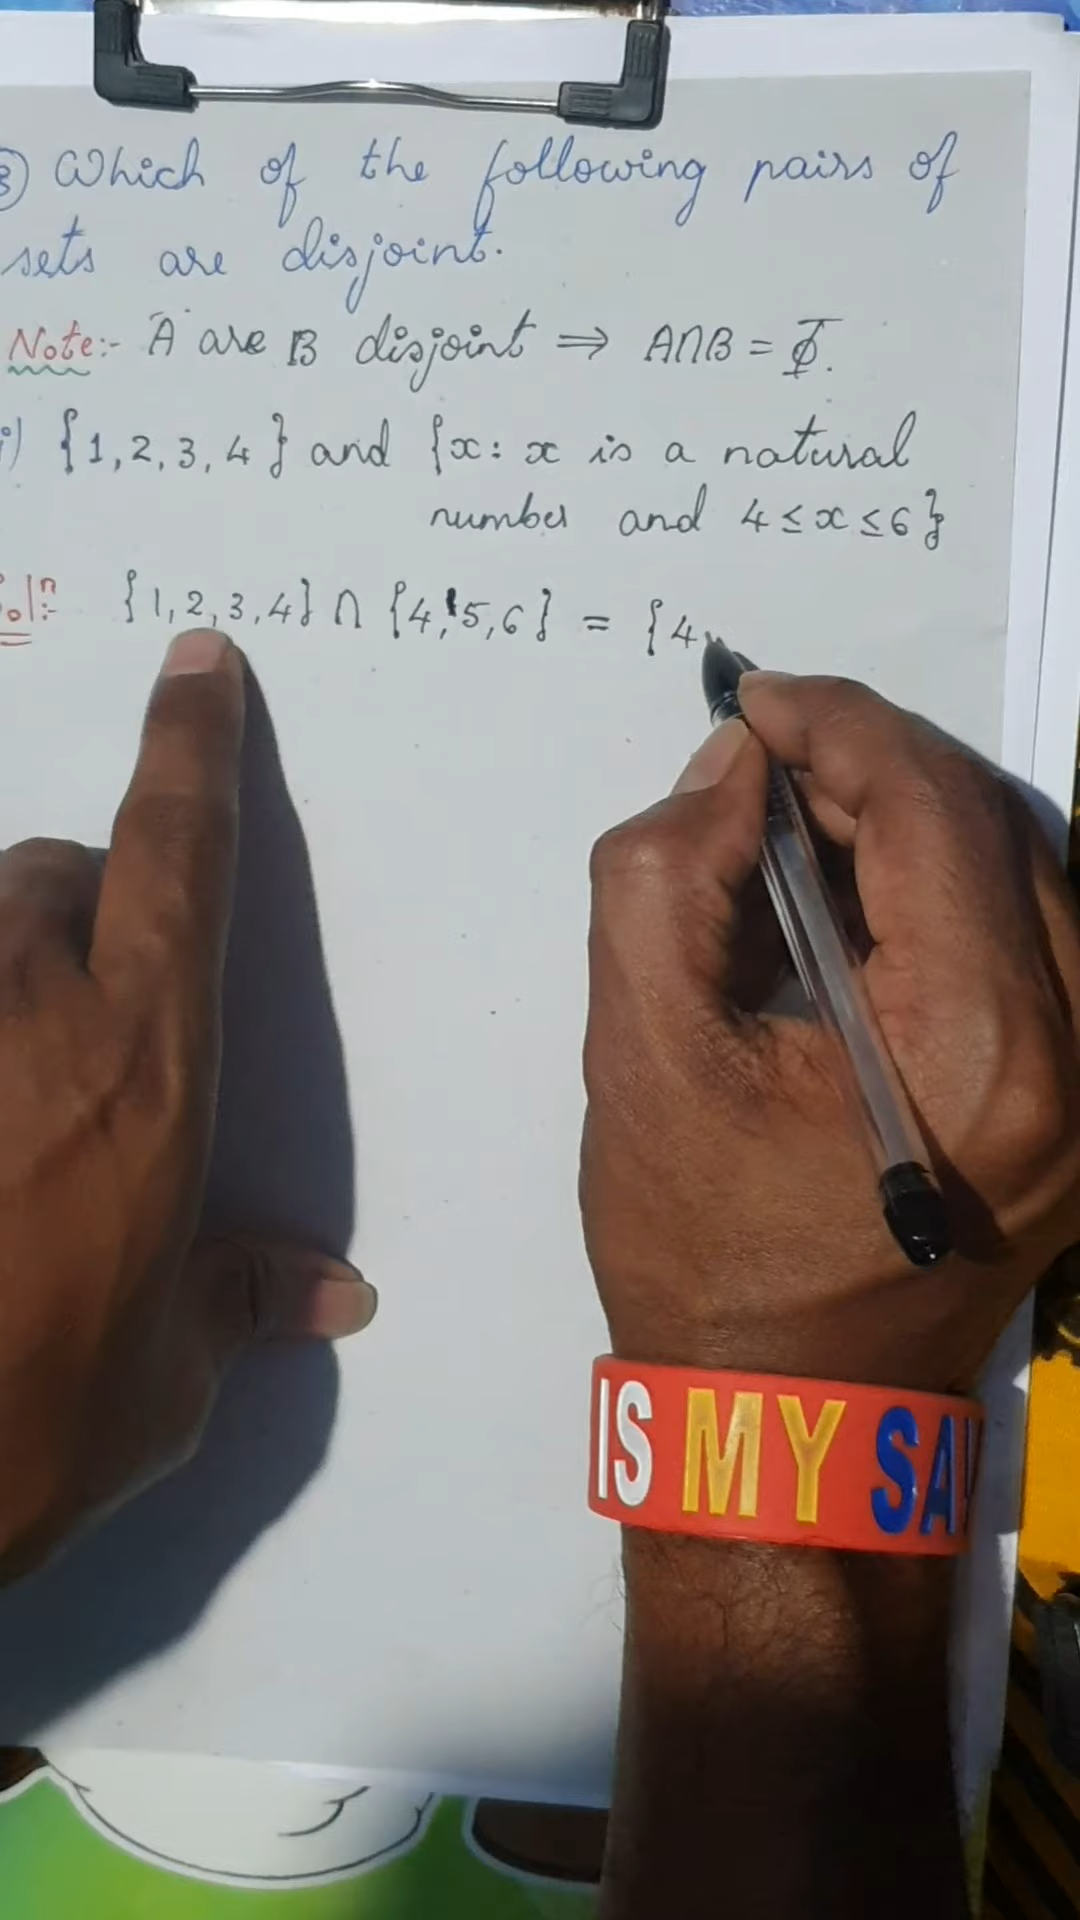 Which of the following pairs of
sets are disjoint.
Note:- A are B disjoint ⇒ A∩B = Φ.
i) {1,2,3,4} and {x: x is a natural
number and 4≤x≤6}
Solⁿ:- {1,2,3,4} ∩ {4,5,6} = {4
IS MY